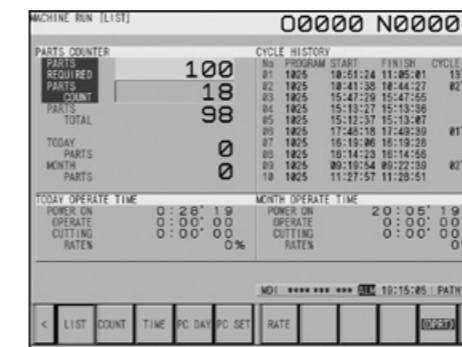 MACHINE RUN [LIST]
O0000 N0000
PARTS COUNTER
PARTS REQUIRED 100
PARTS COUNT 18
PARTS TOTAL 98
TODAY PARTS 0
MONTH PARTS 0
CYCLE HISTORY
No PROGRAM START FINISH CYCLE
01 1025 10:51:24 11:05:01 13'
02 1025 10:41:38 10:44:27 02'
03 1025 15:47:29 15:47:55
04 1025 15:13:27 15:13:36
05 1025 15:12:37 15:13:07
06 1025 17:48:18 17:49:39 01'
07 1025 16:19:06 16:19:28
08 1025 16:14:23 16:14:56
09 1025 09:19:54 09:22:39 02'
10 1025 11:27:57 11:28:51
TODAY OPERATE TIME
POWER ON 0:28'19
OPERATE 0:00'00
CUTTING 0:00'00
RATE% 0%
MONTH OPERATE TIME
POWER ON 20:05'19
OPERATE 0:00'00
CUTTING 0:00'00
RATE% 0
MDI **** *** *** ALM 19:15:05 PATH
< LIST COUNT TIME PC DAY PC SET RATE (OPRT)